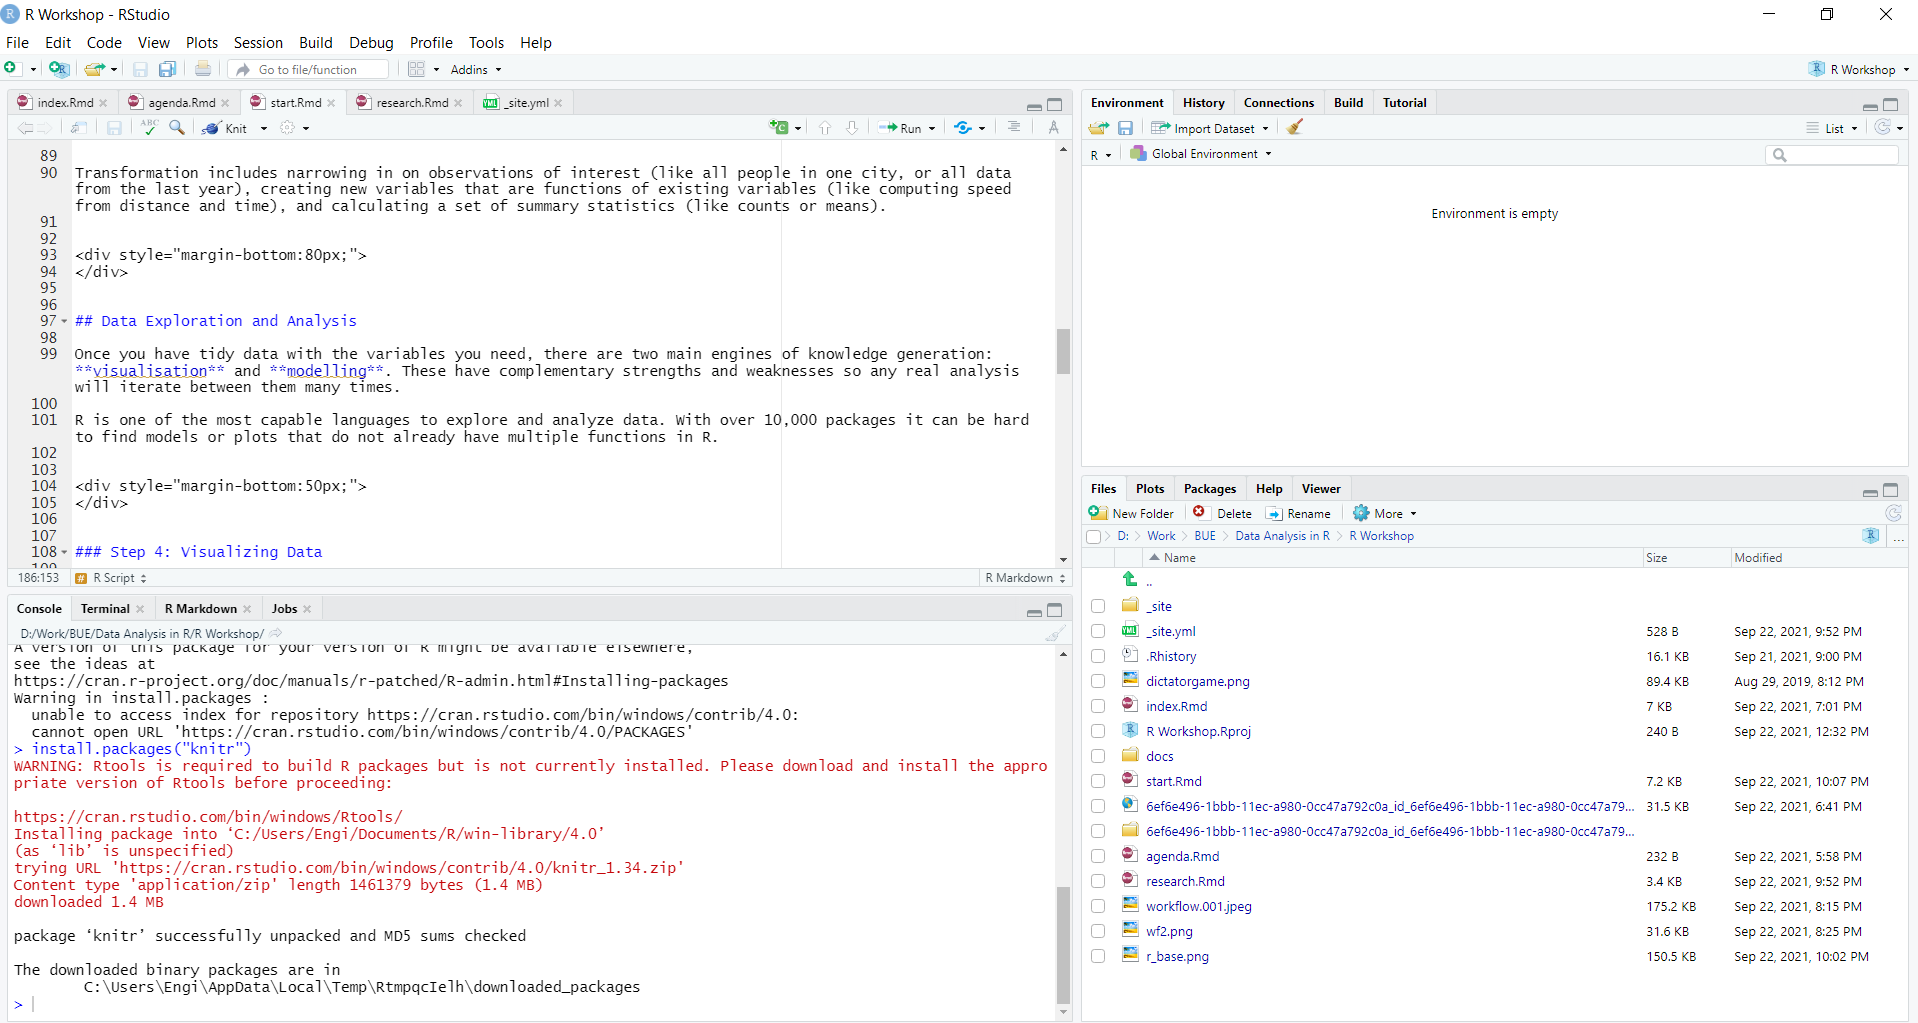 R Workshop - RStudio
File Edit Code View Plots Session Build Debug Profile Tools Help
Go to file/function Addins R Workshop
index.Rmd agenda.Rmd start.Rmd research.Rmd _site.yml
ABC Knit Run
89
90 Transformation includes narrowing in on observations of interest (like all people in one city, or all data
from the last year), creating new variables that are functions of existing variables (like computing speed
from distance and time), and calculating a set of summary statistics (like counts or means).
91
92
93 <div style="margin-bottom:80px;">
94 </div>
95
96
97 ## Data Exploration and Analysis
98
99 Once you have tidy data with the variables you need, there are two main engines of knowledge generation:
**visualisation** and **modelling**. These have complementary strengths and weaknesses so any real analysis
will iterate between them many times.
100
101 R is one of the most capable languages to explore and analyze data. With over 10,000 packages it can be hard
to find models or plots that do not already have multiple functions in R.
102
103
104 <div style="margin-bottom:50px;">
105 </div>
106
107
108 ### Step 4: Visualizing Data
109
186:153 # R Script R Markdown
Console Terminal R Markdown Jobs
D:/Work/BUE/Data Analysis in R/R Workshop/
A version of this package for your version of R might be available elsewhere,
see the ideas at
https://cran.r-project.org/doc/manuals/r-patched/R-admin.html#Installing-packages
Warning in install.packages :
unable to access index for repository https://cran.rstudio.com/bin/windows/contrib/4.0:
cannot open URL 'https://cran.rstudio.com/bin/windows/contrib/4.0/PACKAGES'
> install.packages("knitr")
WARNING: Rtools is required to build R packages but is not currently installed. Please download and install the appro
priate version of Rtools before proceeding:
https://cran.rstudio.com/bin/windows/Rtools/
Installing package into ‘C:/Users/Engi/Documents/R/win-library/4.0’
(as ‘lib’ is unspecified)
trying URL 'https://cran.rstudio.com/bin/windows/contrib/4.0/knitr_1.34.zip'
Content type 'application/zip' length 1461379 bytes (1.4 MB)
downloaded 1.4 MB
package ‘knitr’ successfully unpacked and MD5 sums checked
The downloaded binary packages are in
C:\Users\Engi\AppData\Local\Temp\RtmpqcIelh\downloaded_packages
>
Environment History Connections Build Tutorial
Import Dataset List
R Global Environment
Environment is empty
Files Plots Packages Help Viewer
New Folder Delete Rename More
D: Work BUE Data Analysis in R R Workshop ...
Name Size Modified
..
_site
_site.yml 528 B Sep 22, 2021, 9:52 PM
.Rhistory 16.1 KB Sep 21, 2021, 9:00 PM
dictatorgame.png 89.4 KB Aug 29, 2019, 8:12 PM
index.Rmd 7 KB Sep 22, 2021, 7:01 PM
R Workshop.Rproj 240 B Sep 22, 2021, 12:32 PM
docs
start.Rmd 7.2 KB Sep 22, 2021, 10:07 PM
6ef6e496-1bbb-11ec-a980-0cc47a792c0a_id_6ef6e496-1bbb-11ec-a980-0cc47a79... 31.5 KB Sep 22, 2021, 6:41 PM
6ef6e496-1bbb-11ec-a980-0cc47a792c0a_id_6ef6e496-1bbb-11ec-a980-0cc47a79...
agenda.Rmd 232 B Sep 22, 2021, 5:58 PM
research.Rmd 3.4 KB Sep 22, 2021, 9:52 PM
workflow.001.jpeg 175.2 KB Sep 22, 2021, 8:15 PM
wf2.png 31.6 KB Sep 22, 2021, 8:25 PM
r_base.png 150.5 KB Sep 22, 2021, 10:02 PM